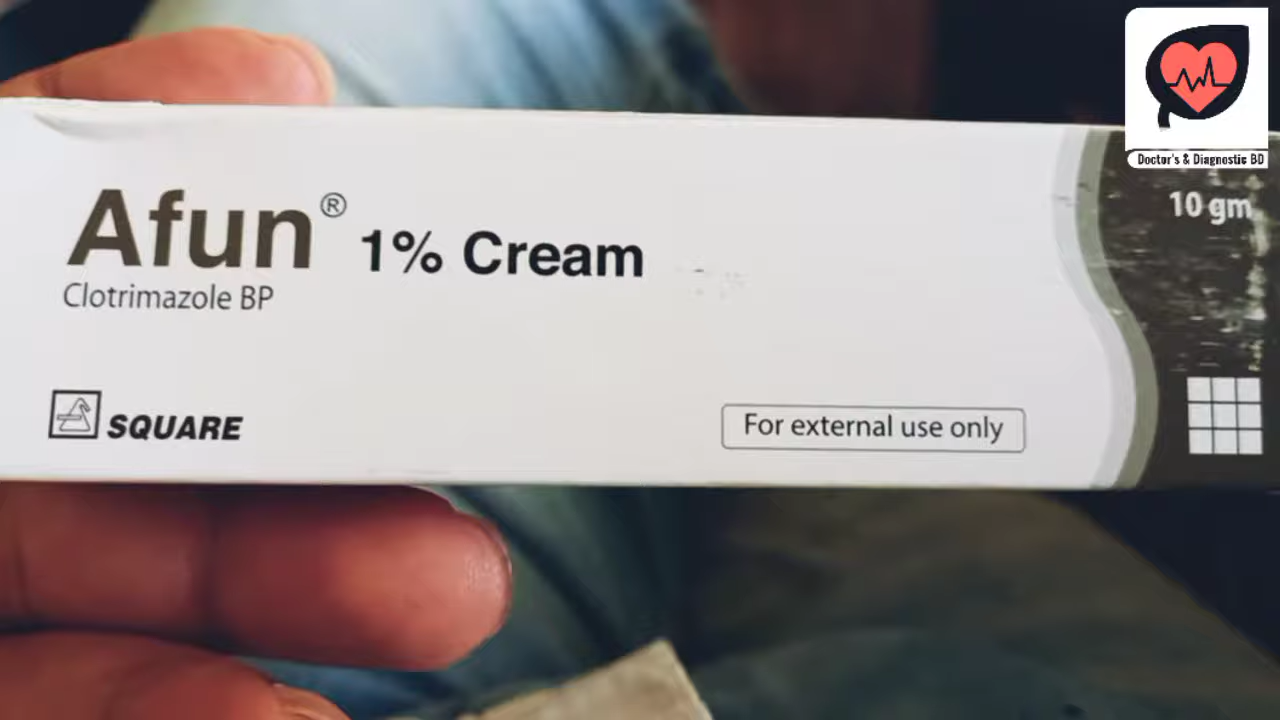 Doctor's & Diagnostic BD
10 gm
Afun® 1% Cream
Clotrimazole BP
SQUARE
For external use only